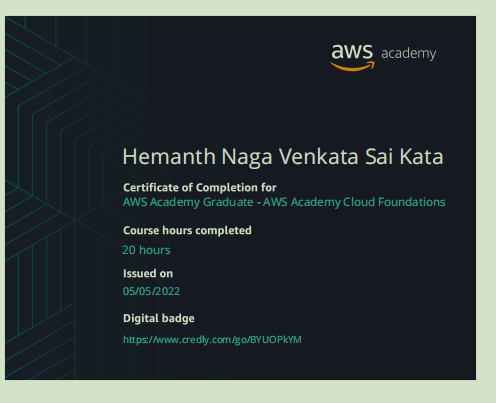 aws academy
Hemanth Naga Venkata Sai Kata
Certificate of Completion for
AWS Academy Graduate - AWS Academy Cloud Foundations
Course hours completed
20 hours
Issued on
05/05/2022
Digital badge
https://www.credly.com/go/BYUOPkYM